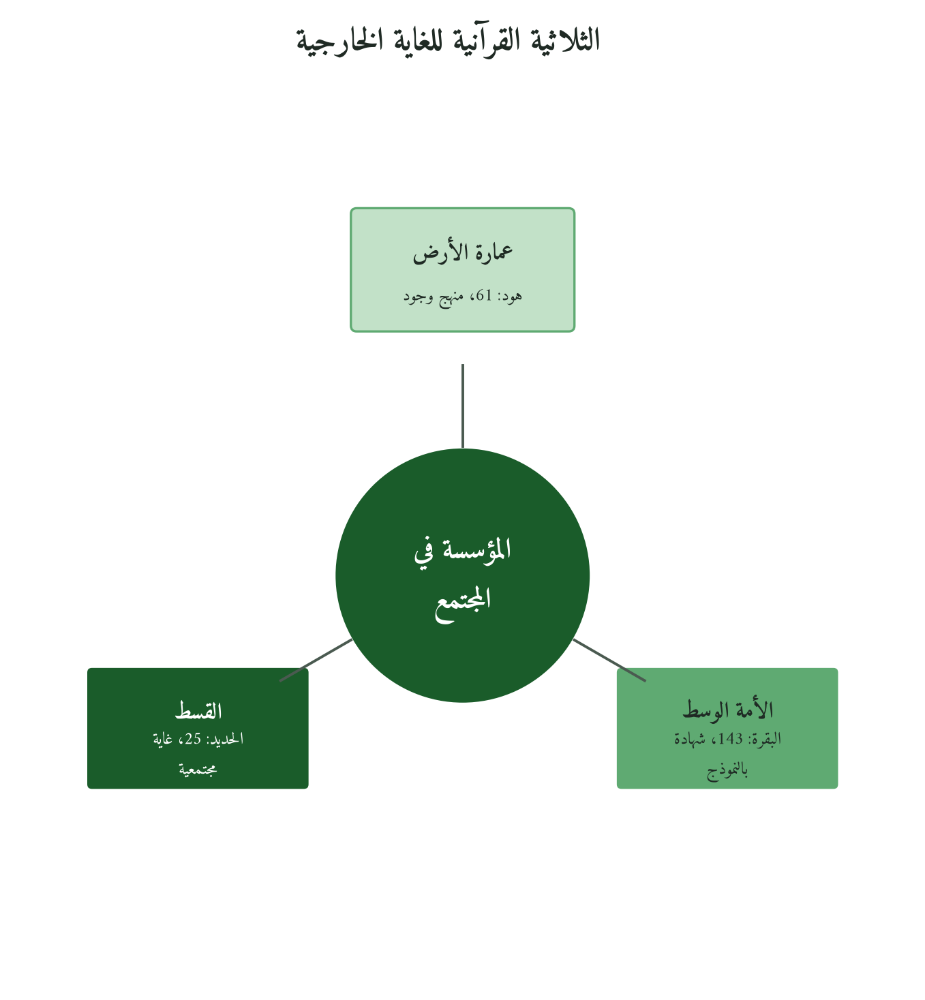 الثلاثية القرآنية للغاية الخارجية
عمارة الأرض
هود: 61، منهج وجود
المؤسسة في
المجتمع
الأمة الوسط
البقرة: 143، شهادة
بالنموذج
القسط
الحديد: 25، غاية
مجتمعية